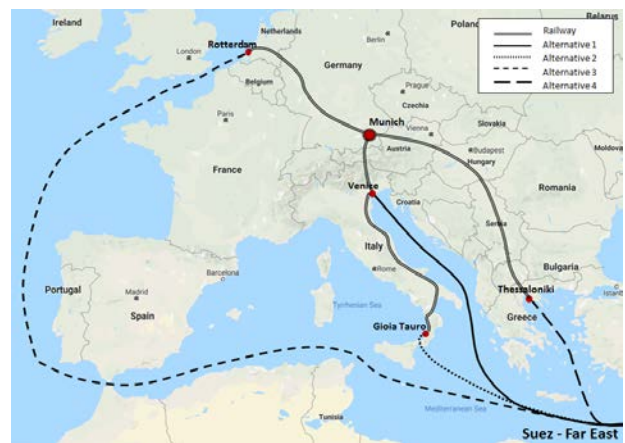 Ireland
Netherlands
Rotterdam
London
Berlin
Poland
Belarus
Railway
Alternative 1
Alternative 2
Alternative 3
Alternative 4
Belgium
Germany
Prague
Czechia
Paris
Munich
Vienna
Slovakia
Austria
Budapest
Hungary
Moldova
France
Venice
Croatia
Romania
Italy
Serbia
Rome
Bulgaria
Barcelona
Portugal
Madrid
Spain
Tyrrhenian Sea
Thessaloniki
Istanb
Greece
Gioia Tauro
Tunisia
Mediterranean Sea
Suez - Far East